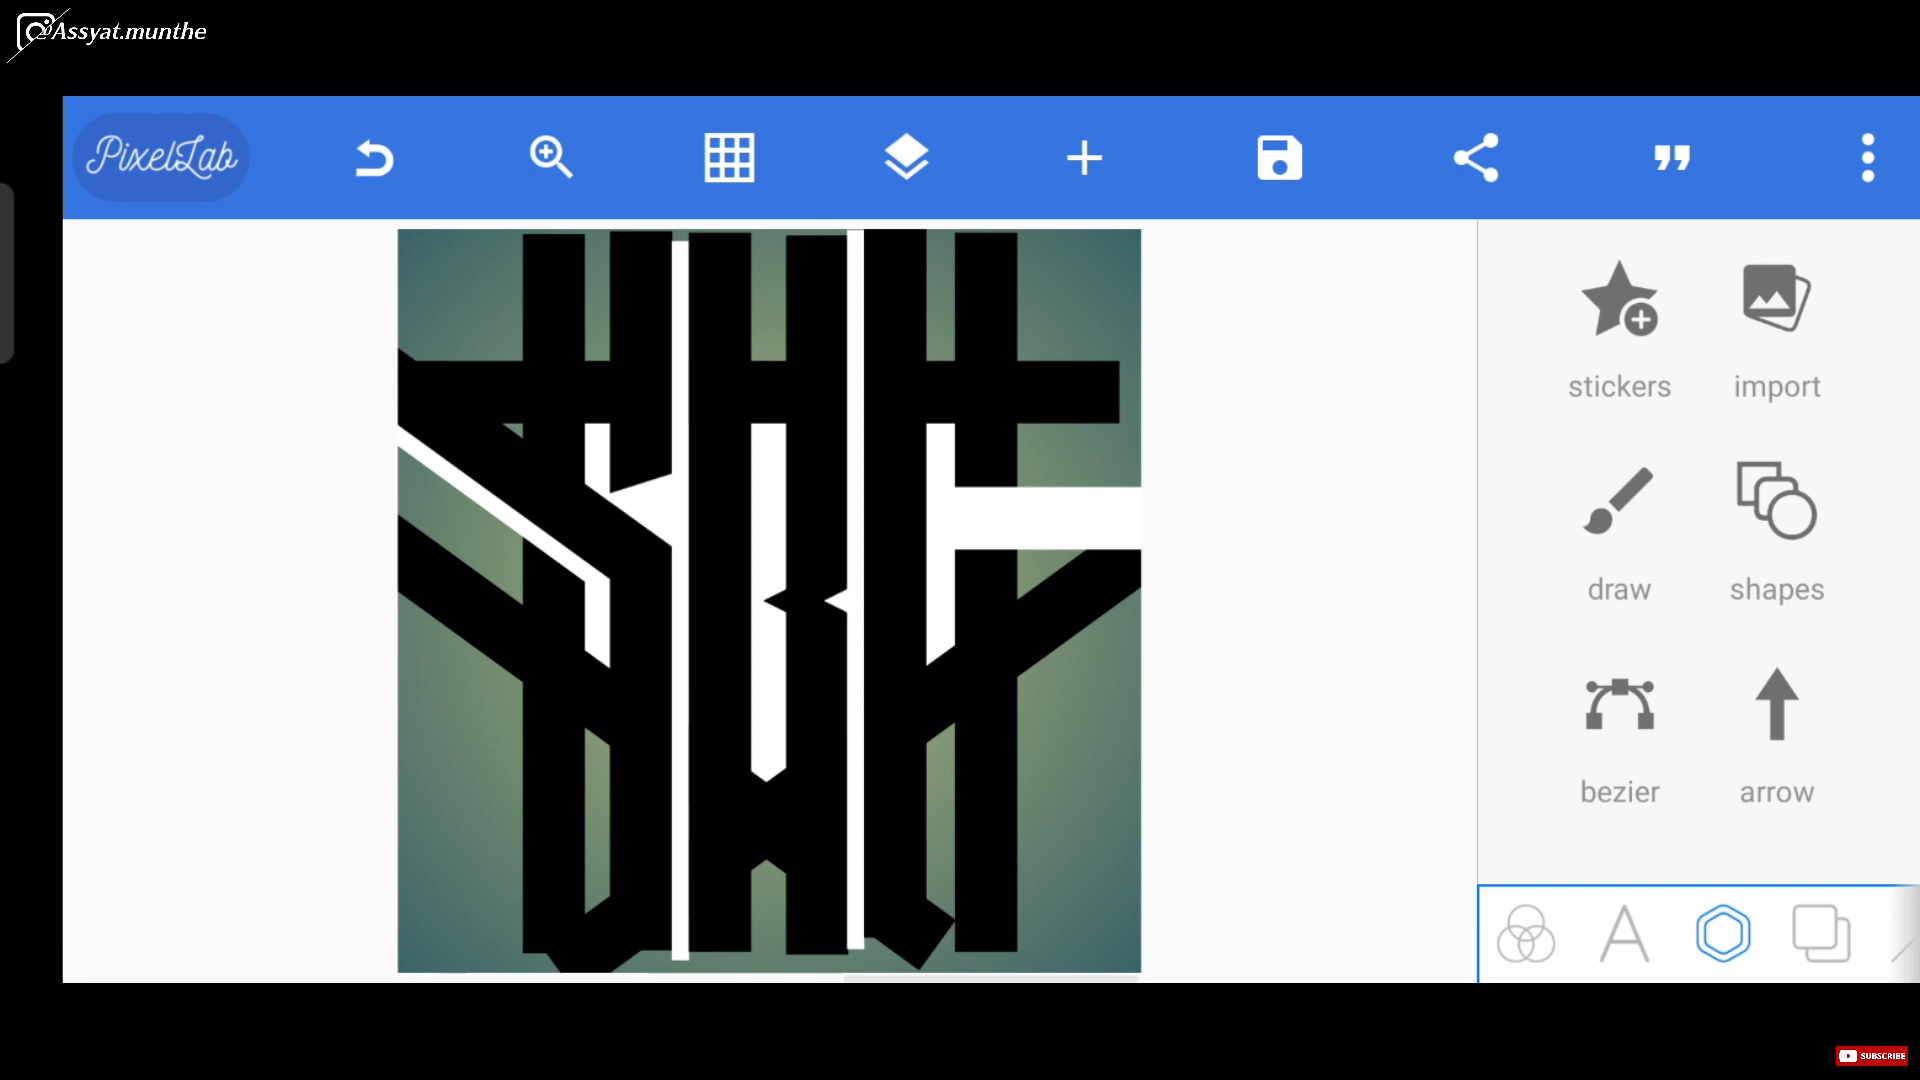 @Assyat.munthe
PixelLab
stickers import
draw shapes
bezier arrow
SUBSCRIBE